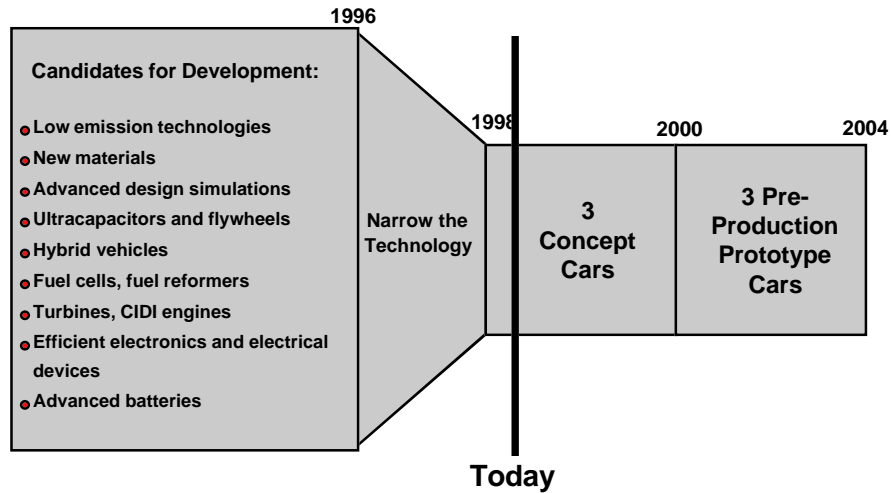 1996
Candidates for Development:
Low emission technologies
New materials
Advanced design simulations
Ultracapacitors and flywheels
Hybrid vehicles
Fuel cells, fuel reformers
Turbines, CIDI engines
Efficient electronics and electrical
devices
Advanced batteries
Narrow the
Technology
1998
2000
2004
3
Concept
Cars
3 Pre-
Production
Prototype
Cars
Today